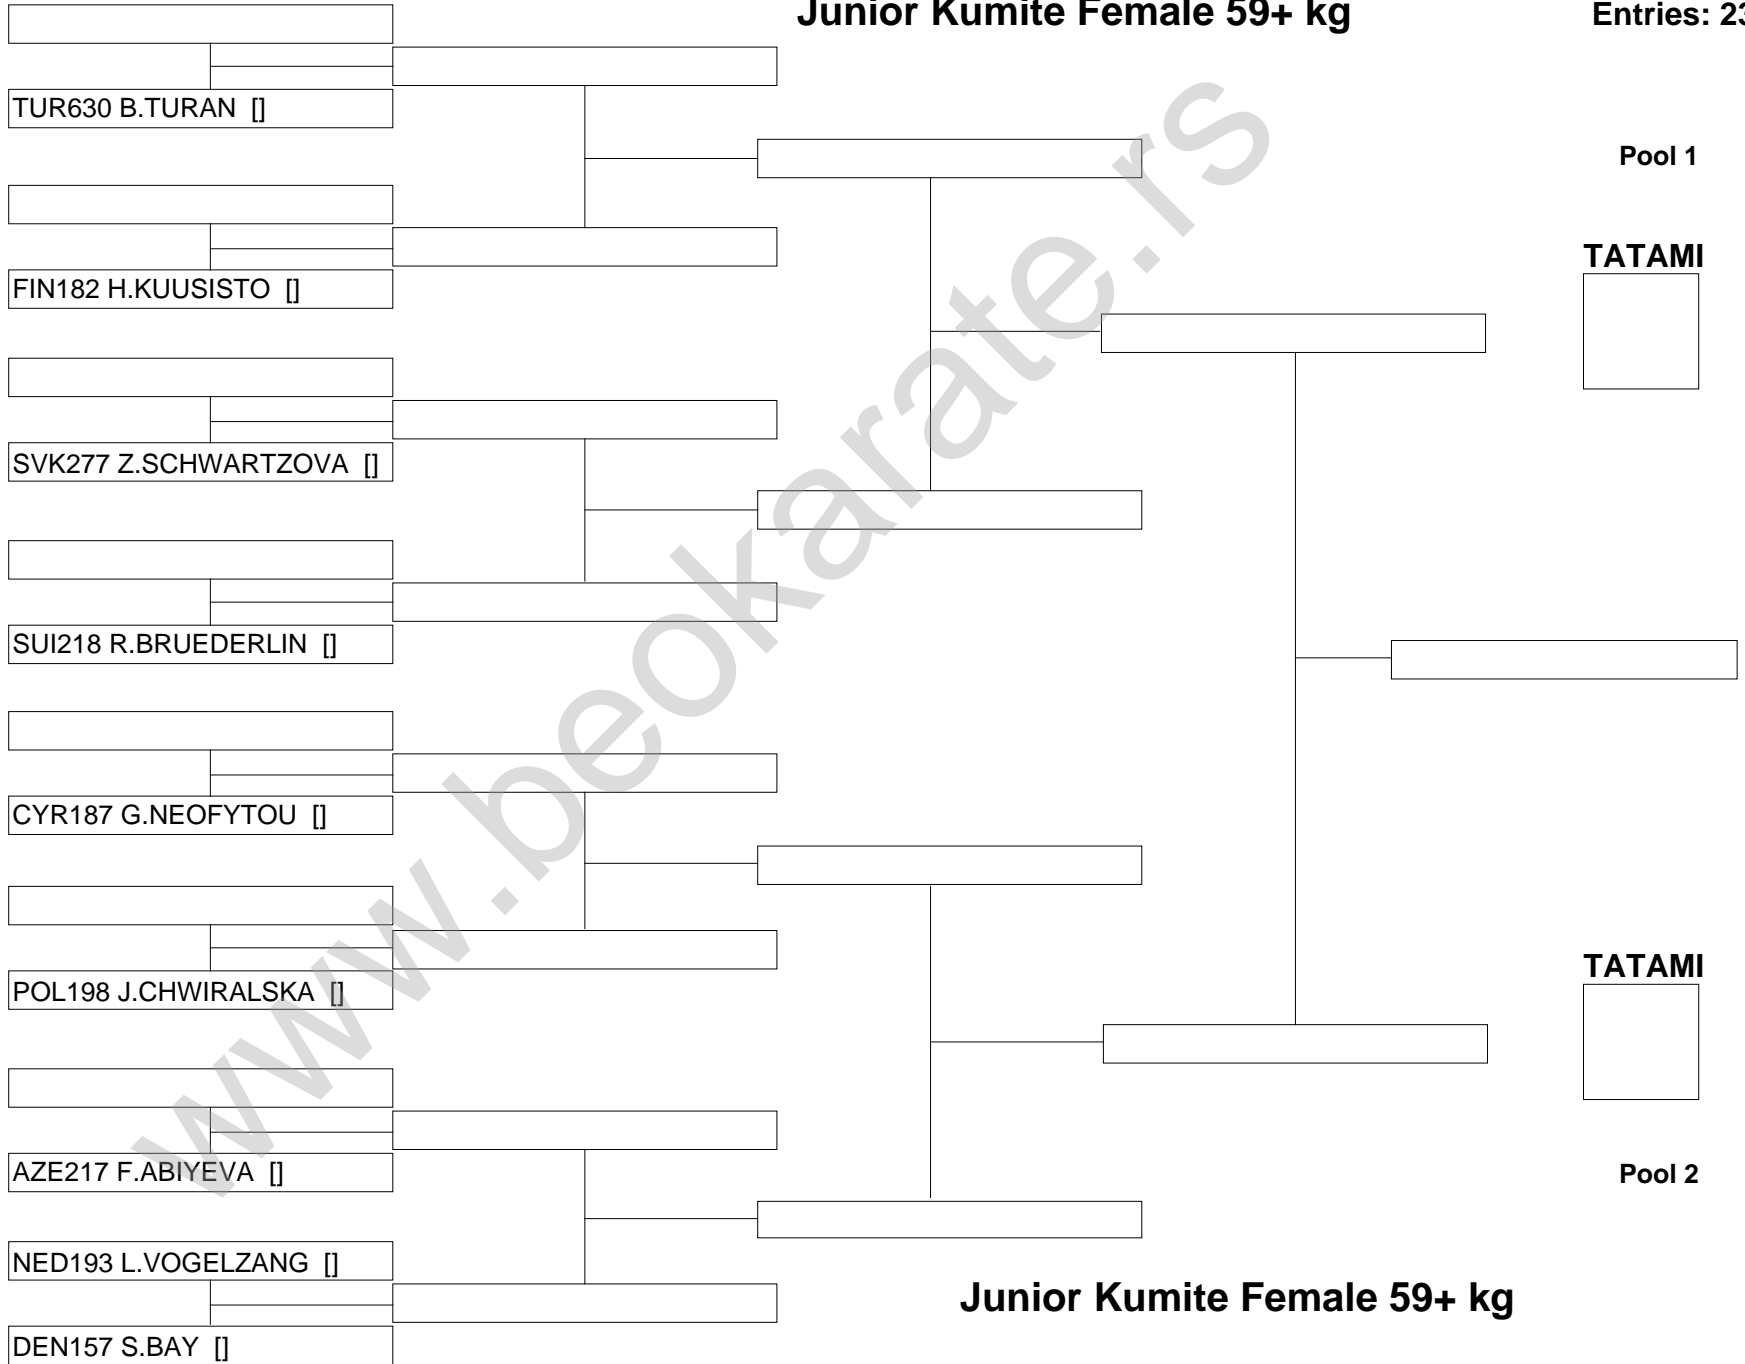 Junior Kumite Female 59+ kg
Entries: 23
TUR630 B.TURAN []
Pool 1
TATAMI
FIN182 H.KUUSISTO []
SVK277 Z.SCHWARTZOVA []
SUI218 R.BRUEDERLIN []
CYR187 G.NEOFYTOU []
POL198 J.CHWIRALSKA []
TATAMI
AZE217 F.ABIYEVA []
Pool 2
NED193 L.VOGELZANG []
Junior Kumite Female 59+ kg
DEN157 S.BAY []
www.beokarate.rs